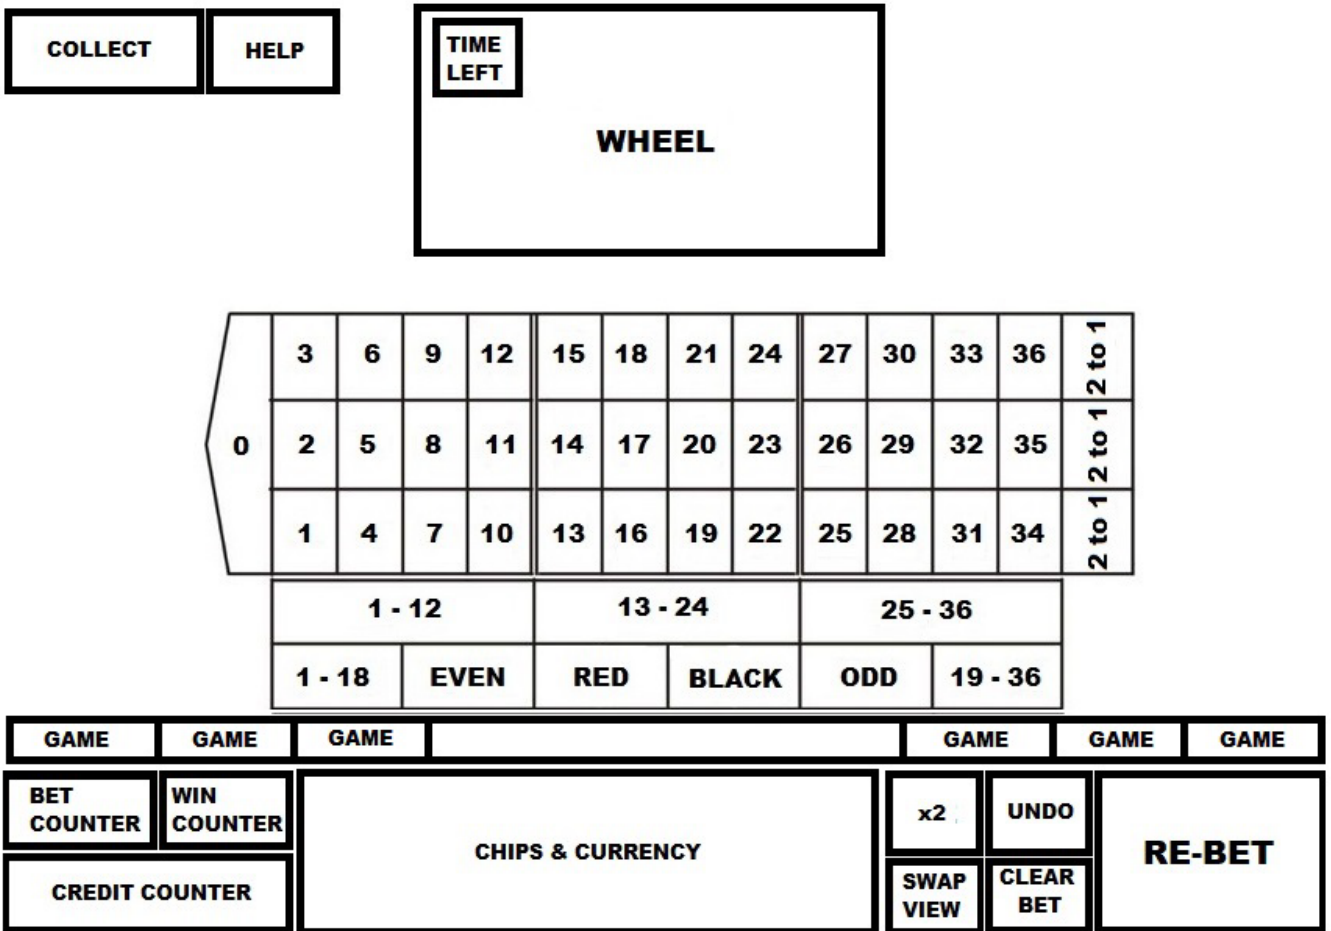 COLLECT HELP
TIME
LEFT
WHEEL
3 6 9 12 15 18 21 24 27 30 33 36 2 to 1
0 2 5 8 11 14 17 20 23 26 29 32 35 2 to 1
1 4 7 10 13 16 19 22 25 28 31 34 2 to 1
1 - 12 13 - 24 25 - 36
1 - 18 EVEN RED BLACK ODD 19 - 36
GAME GAME GAME GAME GAME GAME
BET
COUNTER
WIN
COUNTER
CREDIT COUNTER
CHIPS & CURRENCY
x2 UNDO
SWAP
VIEW
CLEAR
BET
RE-BET